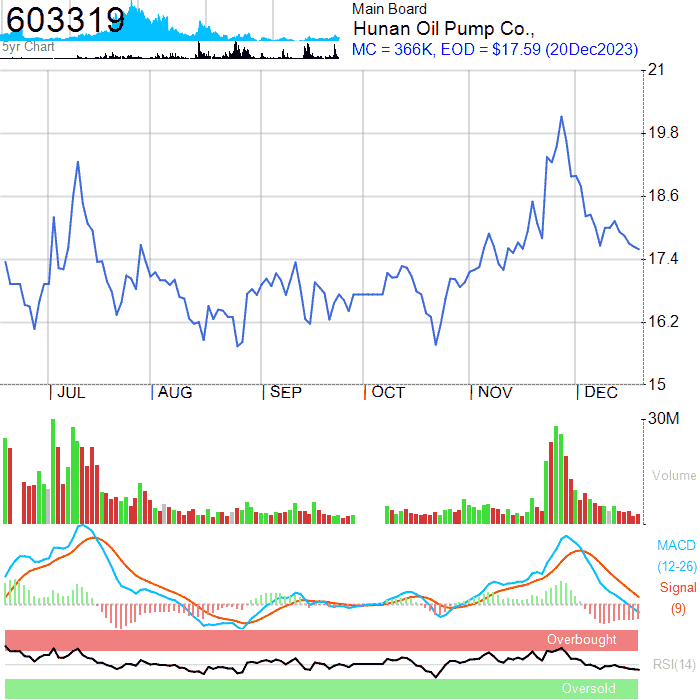 603319
5yr Chart
Main Board
Hunan Oil Pump Co.,
MC = 366K, EOD = $17.59 (20Dec2023)
21
19.8
18.6
17.4
16.2
15
JUL AUG SEP OCT NOV DEC
30M
Volume
MACD
(12-26)
Signal
(9)
Overbought
RSI(14)
Oversold